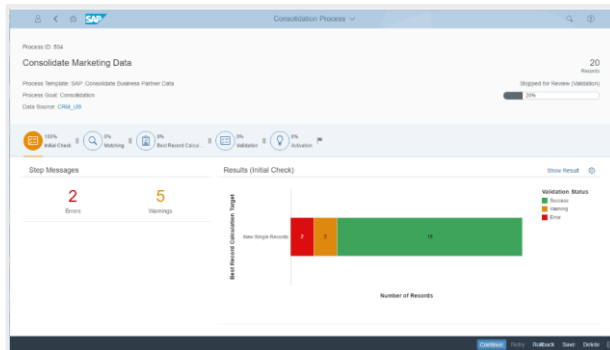 SAP
Consolidation Process
Process ID: 504
Consolidate Marketing Data
20
Records
Process Template: SAP: Consolidate Business Partner Data
Stopped for Review (Validation)
Process Goal: Consolidation
20%
Data Source: CRM_UB
100%
Initial Check
0%
Matching
0%
Best Record Calcul...
0%
Validation
0%
Activation
Step Messages
2
Errors
5
Warnings
Results (Initial Check)
Show Result
Best Record Calculation Target
New Single Records
2
2
16
Number of Records
Validation Status
Success
Warning
Error
Continue
Retry
Rollback
Save
Delete